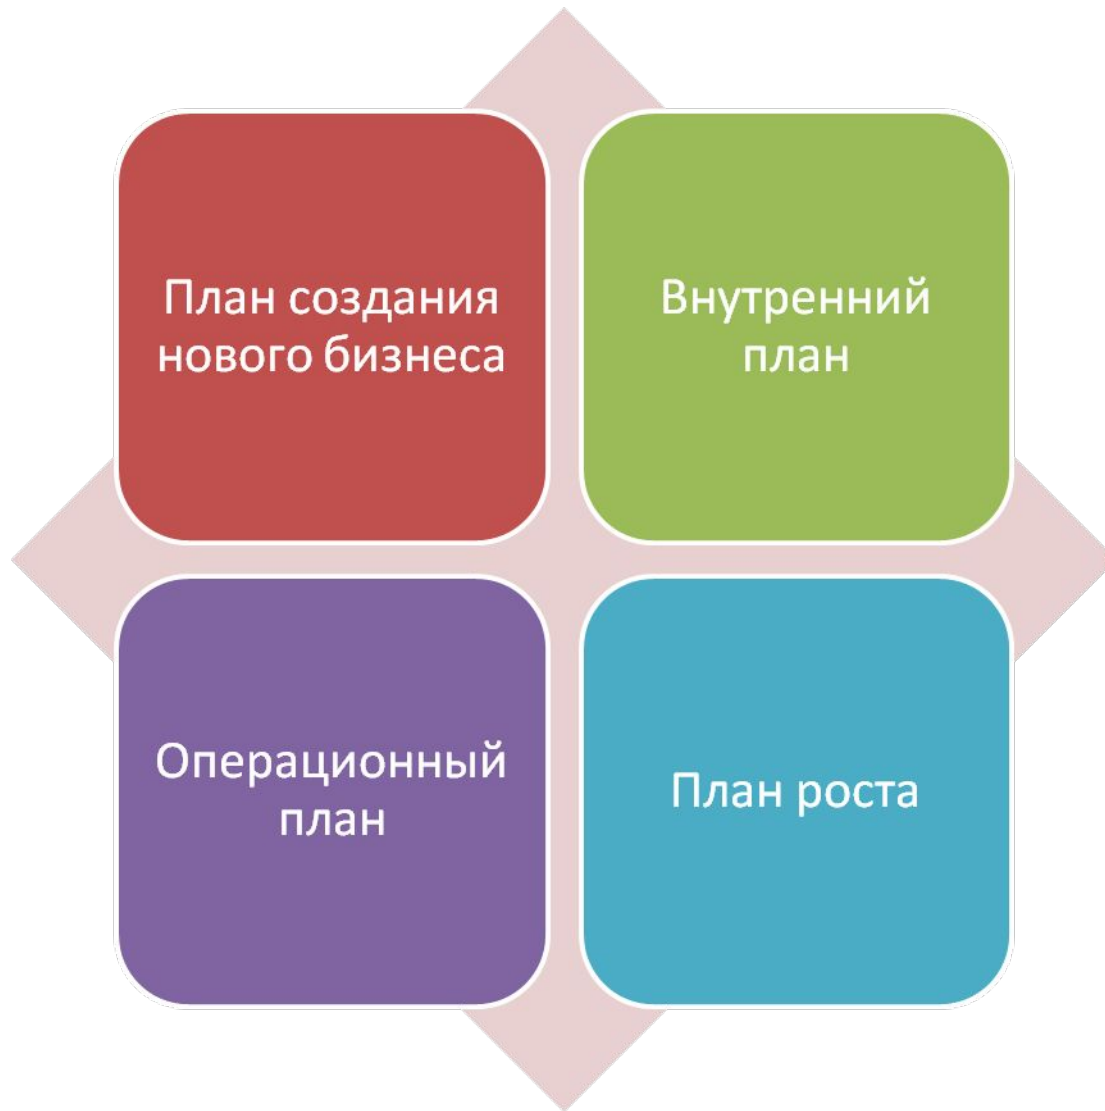 План создания
нового бизнеса
Внутренний
план
Операционный
план
План роста